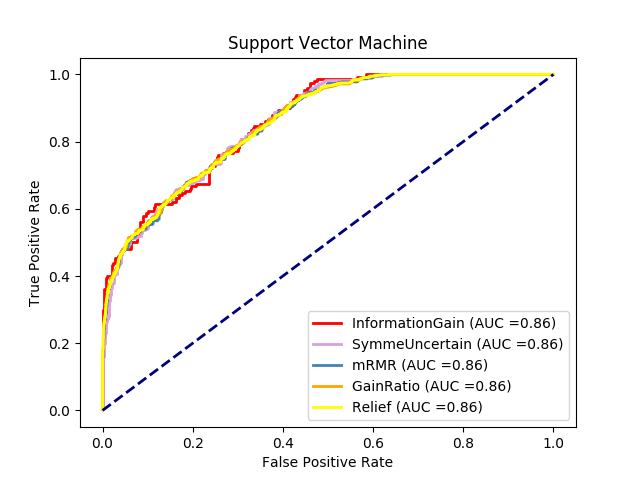 Support Vector Machine
1.0
0.8
0.6
0.4
0.2
0.0
True Positive Rate
InformationGain (AUC =0.86)
SymmeUncertain (AUC =0.86)
mRMR (AUC =0.86)
GainRatio (AUC =0.86)
Relief (AUC =0.86)
0.0 0.2 0.4 0.6 0.8 1.0
False Positive Rate